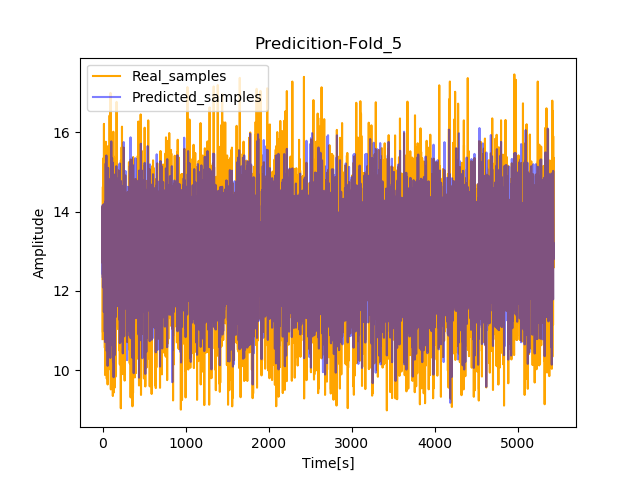 Predicition-Fold_5
Real_samples
Predicted_samples
16
14
12
10
Amplitude
0 1000 2000 3000 4000 5000
Time[s]